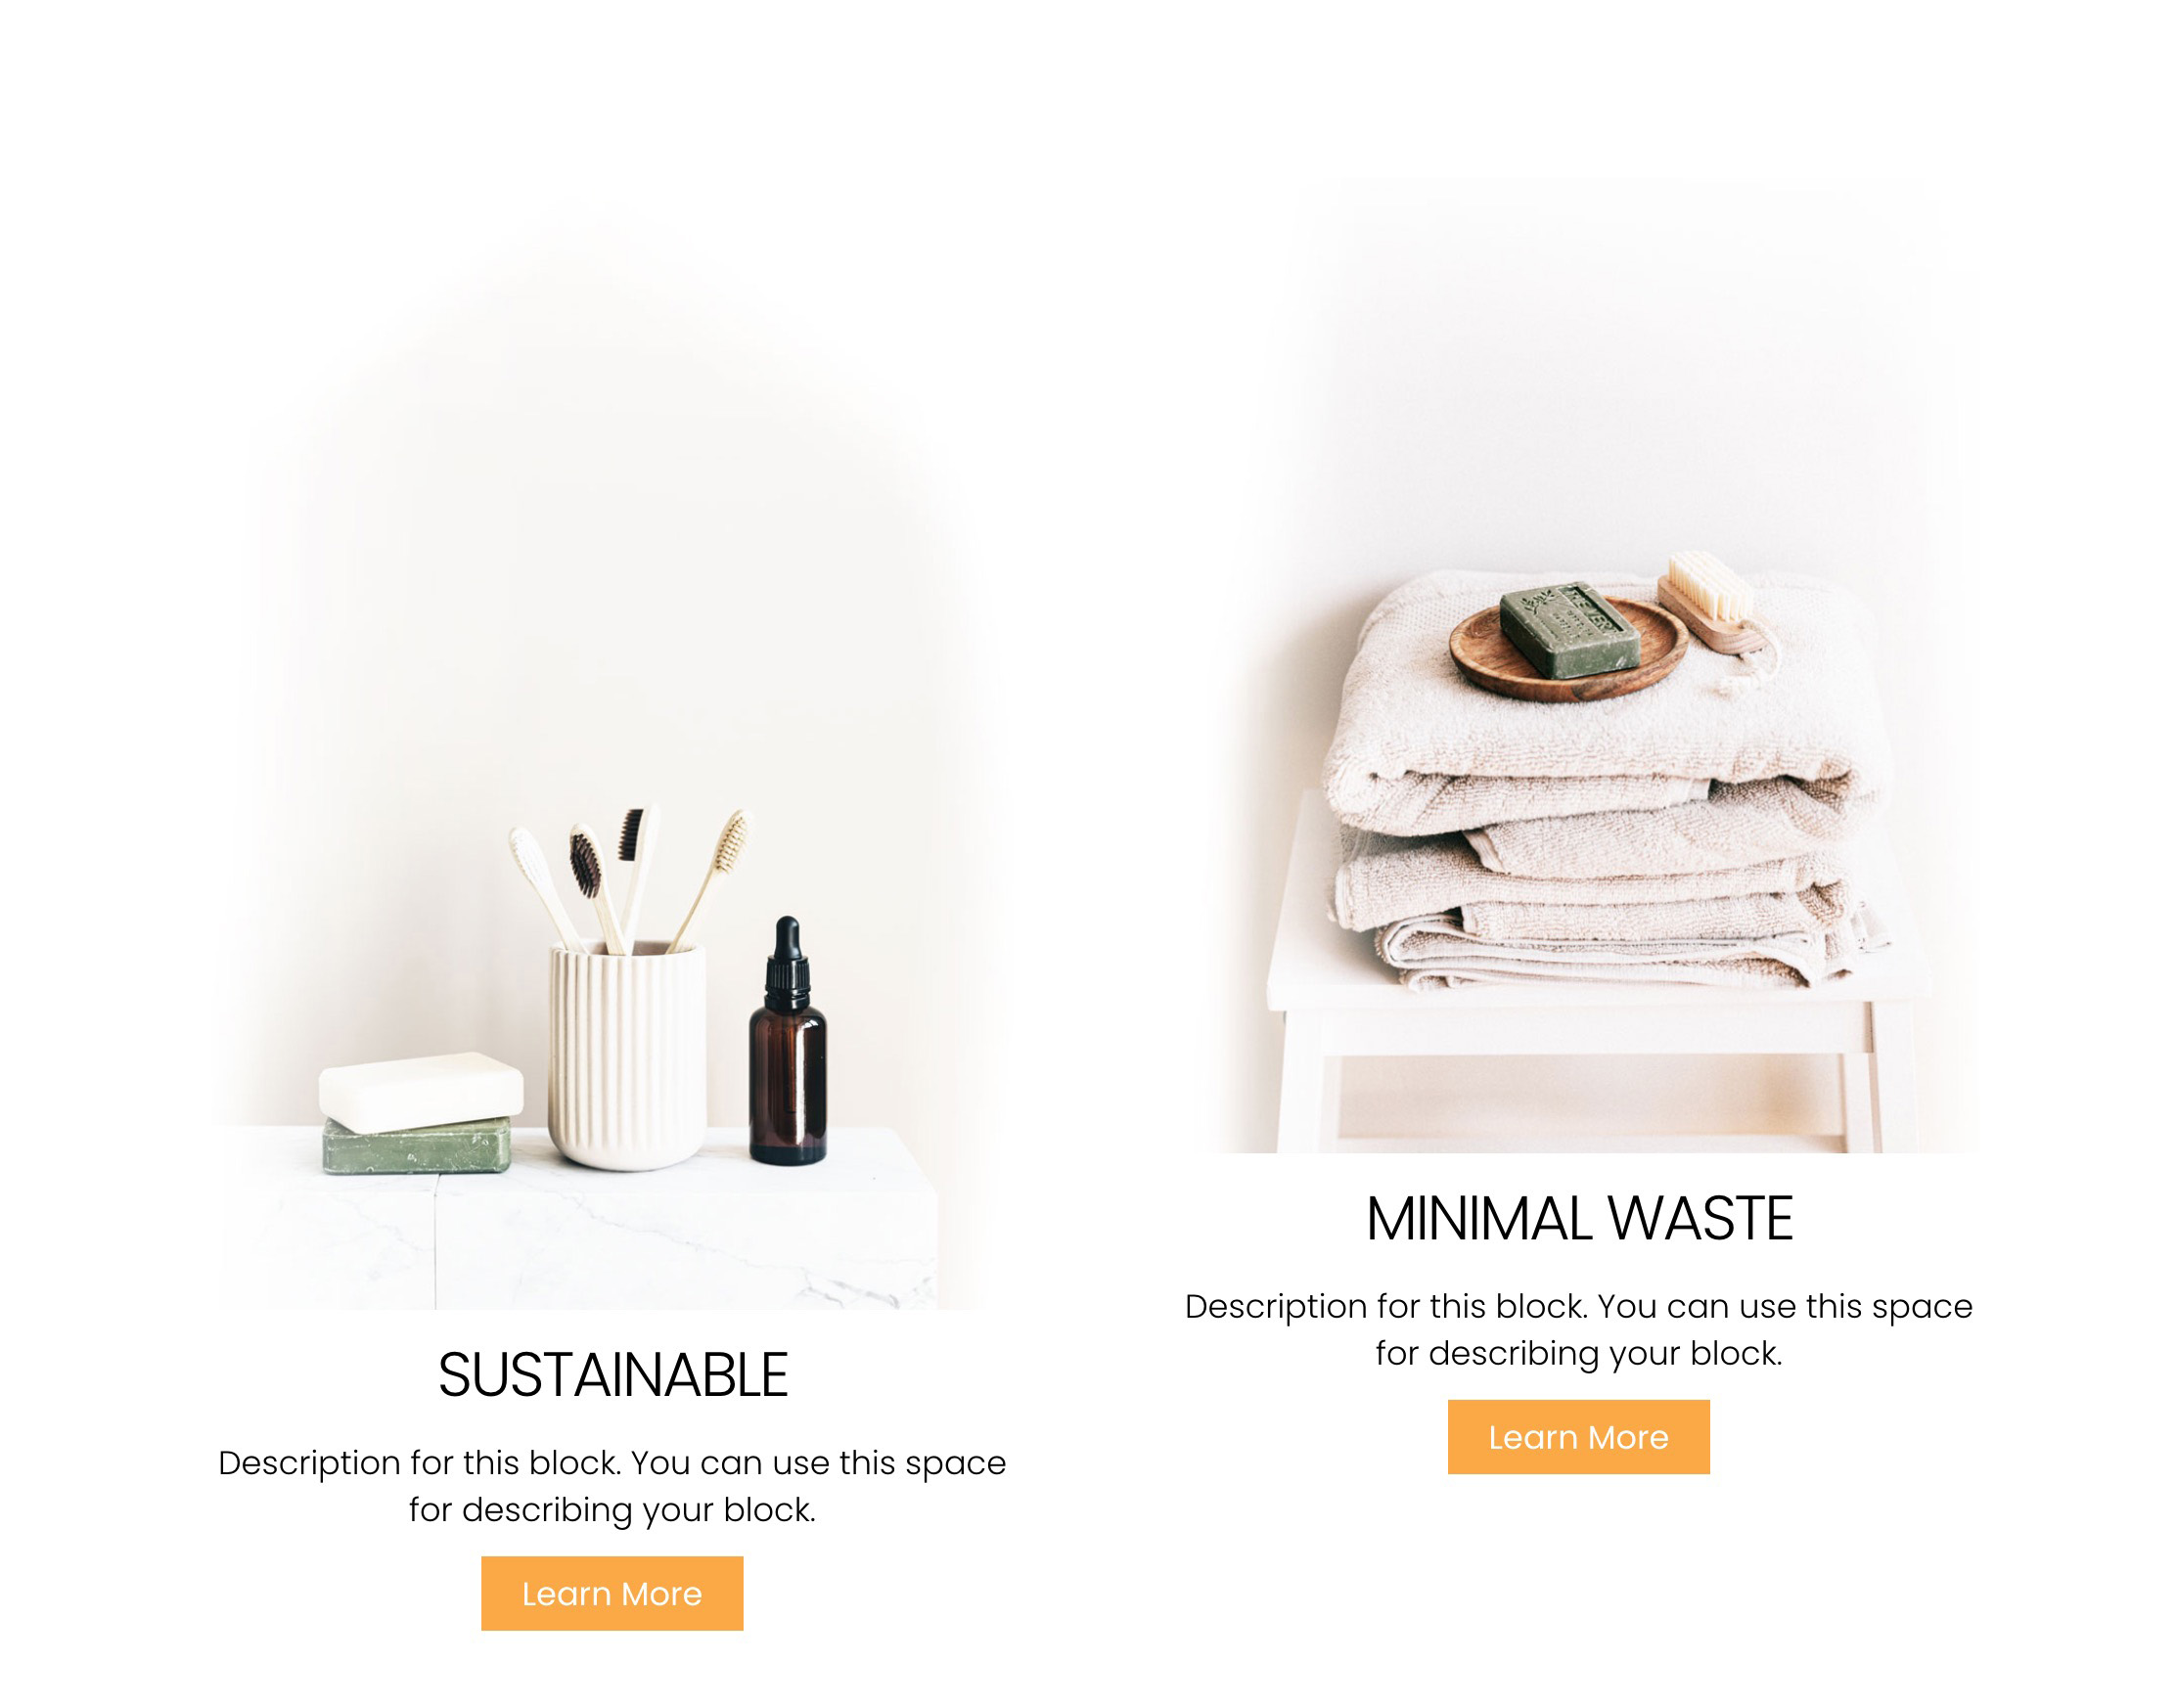 SUSTAINABLE
Description for this block. You can use this space
for describing your block.
Learn More
MINIMAL WASTE
Description for this block. You can use this space
for describing your block.
Learn More